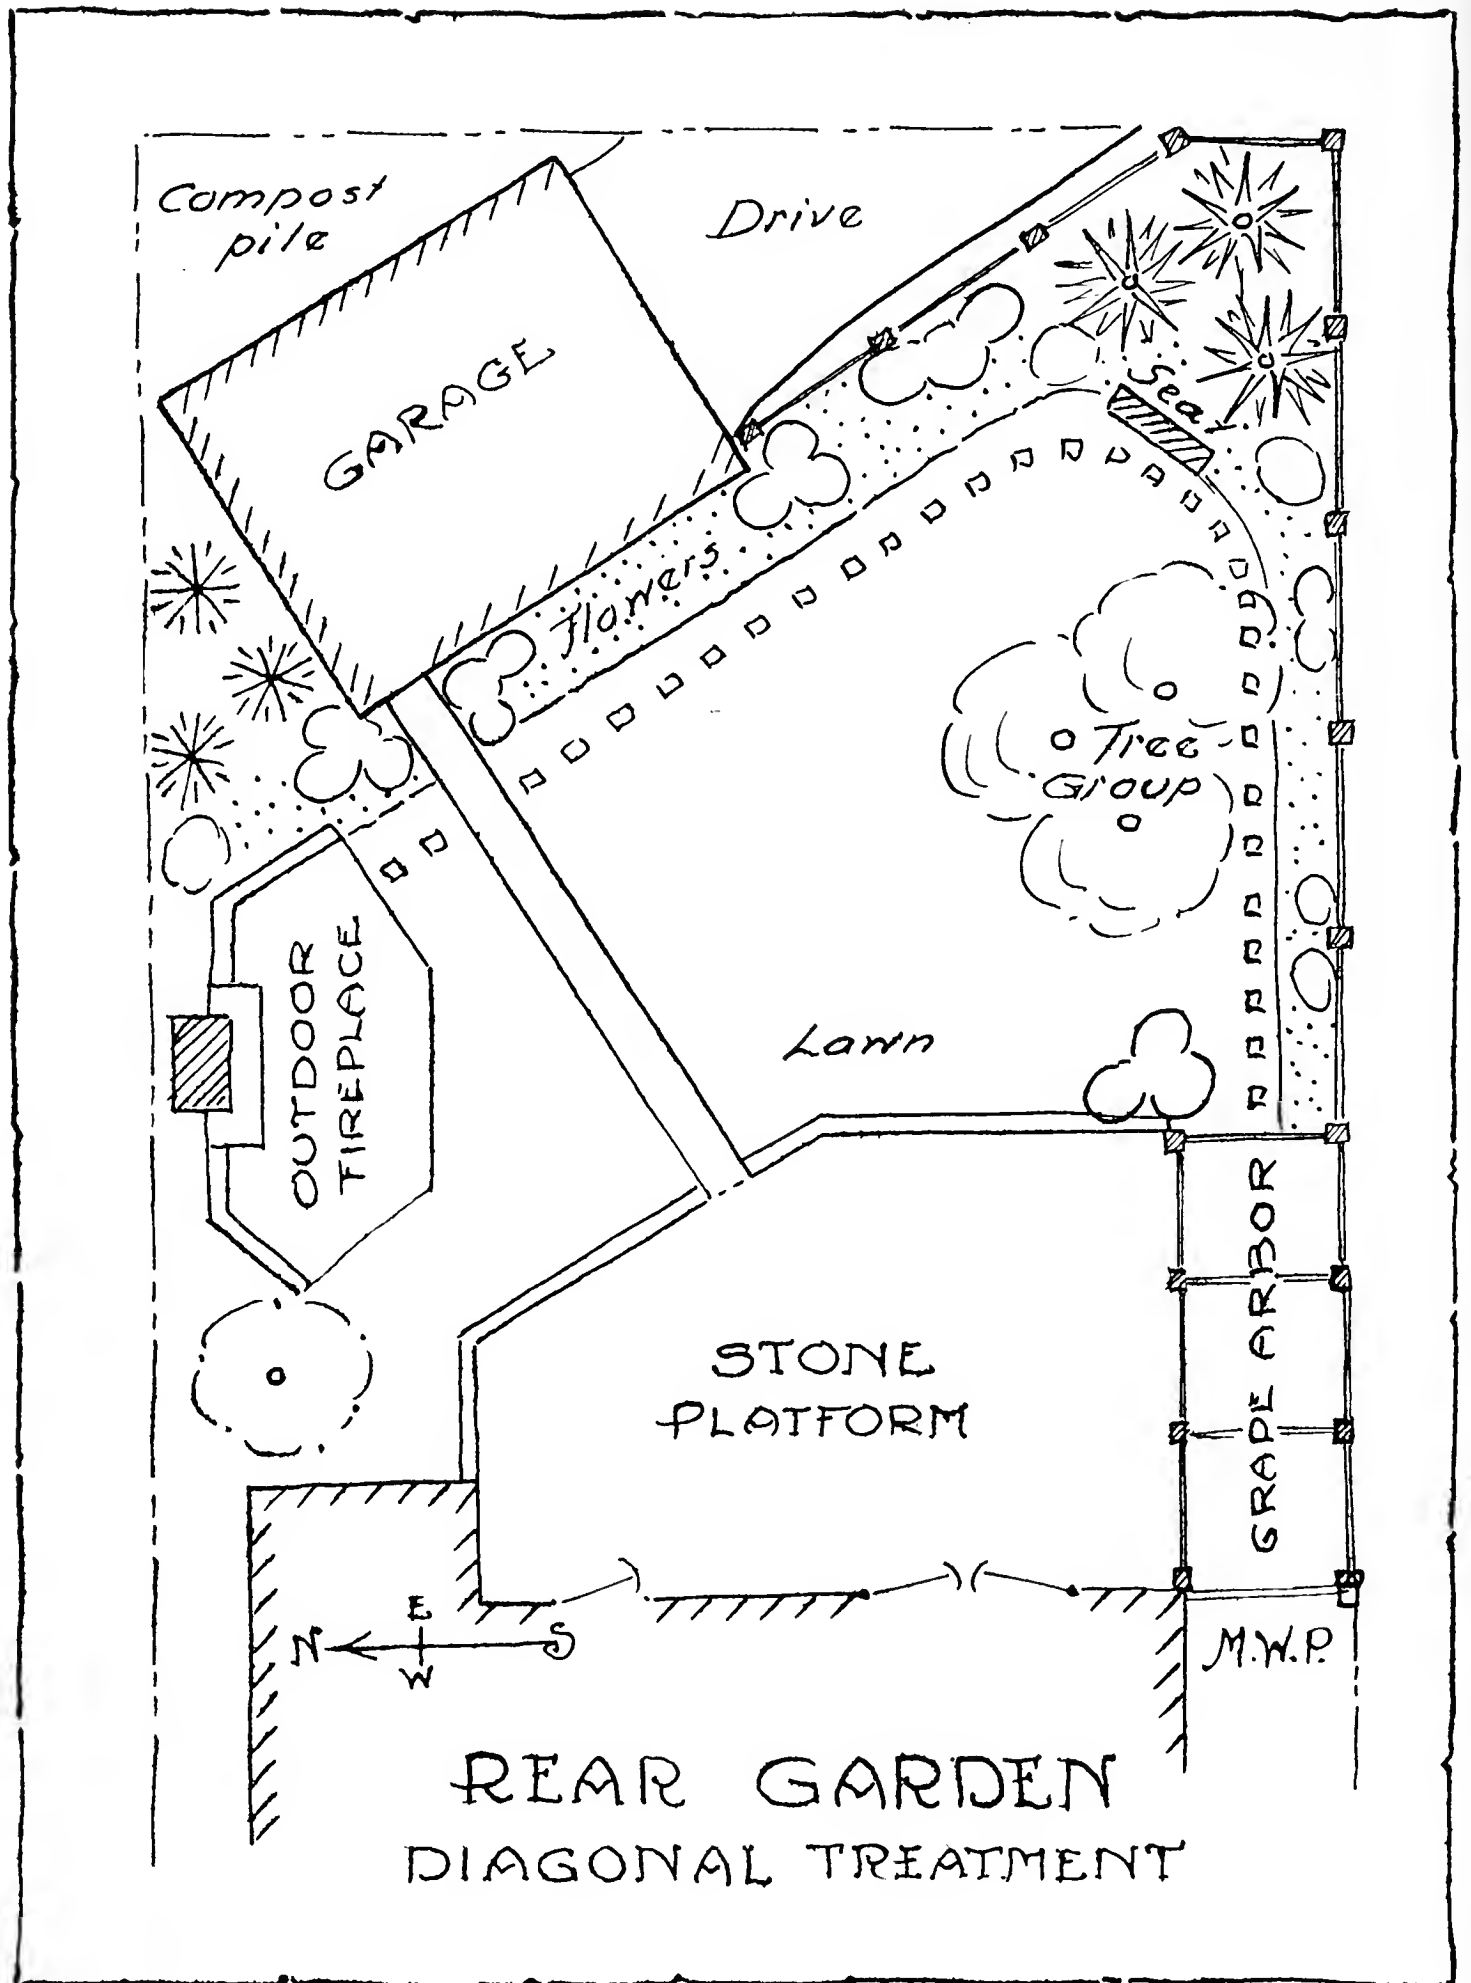 Compost
pile
Drive
GARAGE
Seat
Flowers
Tree
Group
OUTDOOR
FIREPLACE
Lawn
GRAPE ARBOR
STONE
PLATFORM
E
N S
W
M.W.P.
REAR GARDEN
DIAGONAL TREATMENT